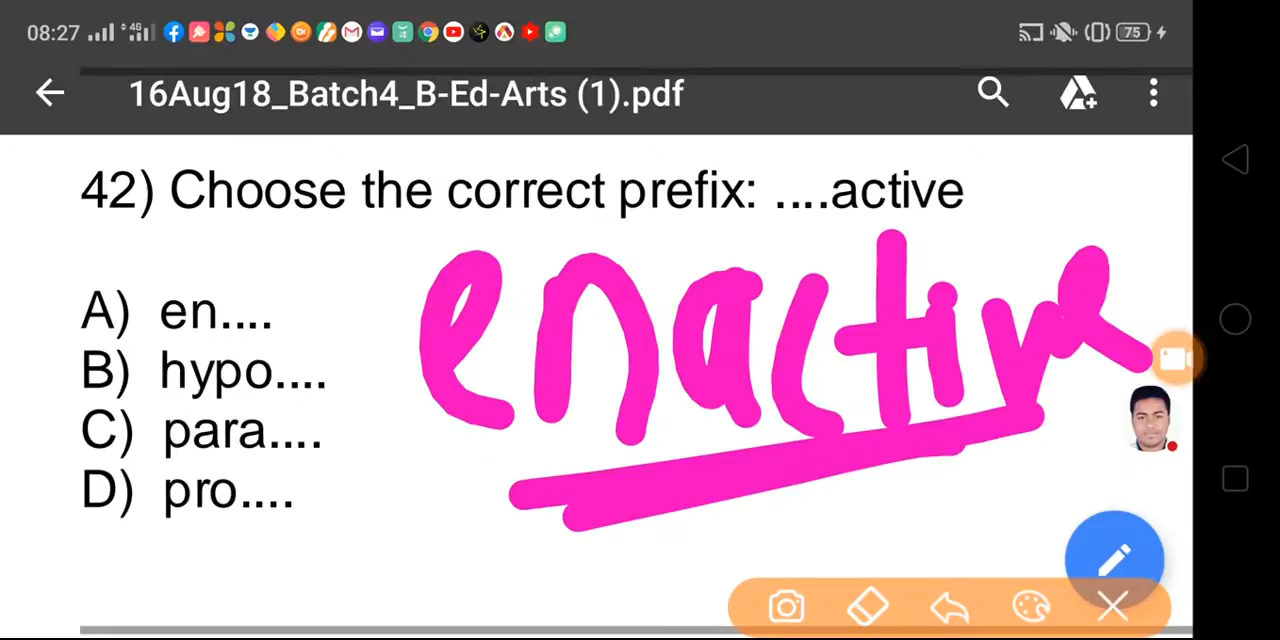 08:27 4G 75
16Aug18_Batch4_B-Ed-Arts (1).pdf
42) Choose the correct prefix: ....active
A) en....
B) hypo....
C) para....
D) pro....
enactive